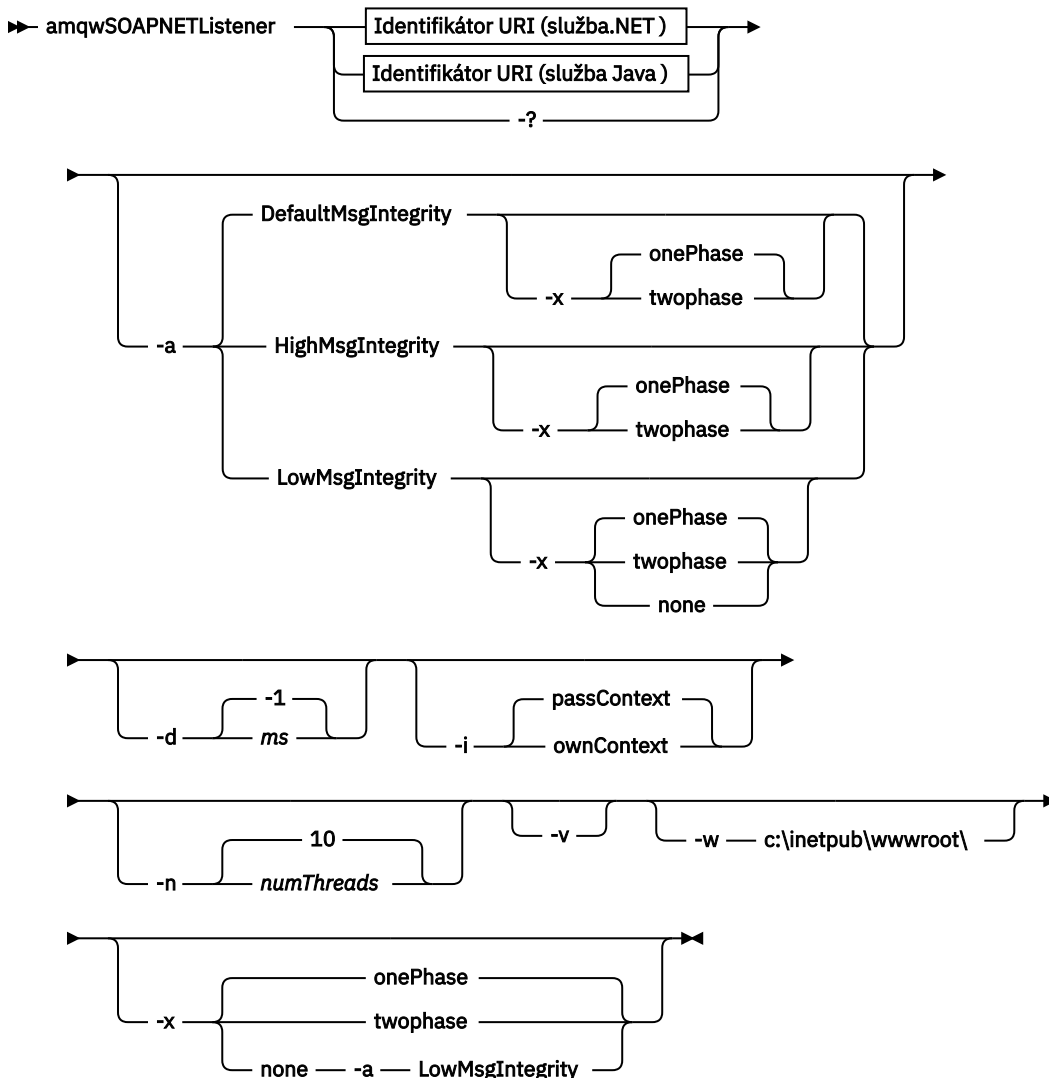 amqwSOAPNETListener Identifikátor URI (služba.NET )
Identifikátor URI (služba Java )
-?
DefaultMsgIntegrity
onePhase
-x twophase
-a HighMsgIntegrity
onePhase
-x twophase
LowMsgIntegrity
onePhase
-x twophase
none
-1 passContext
-d ms -i ownContext
10 -v -w c:\inetpub\wwwroot\
-n numThreads
onePhase
-x twophase
none -a LowMsgIntegrity